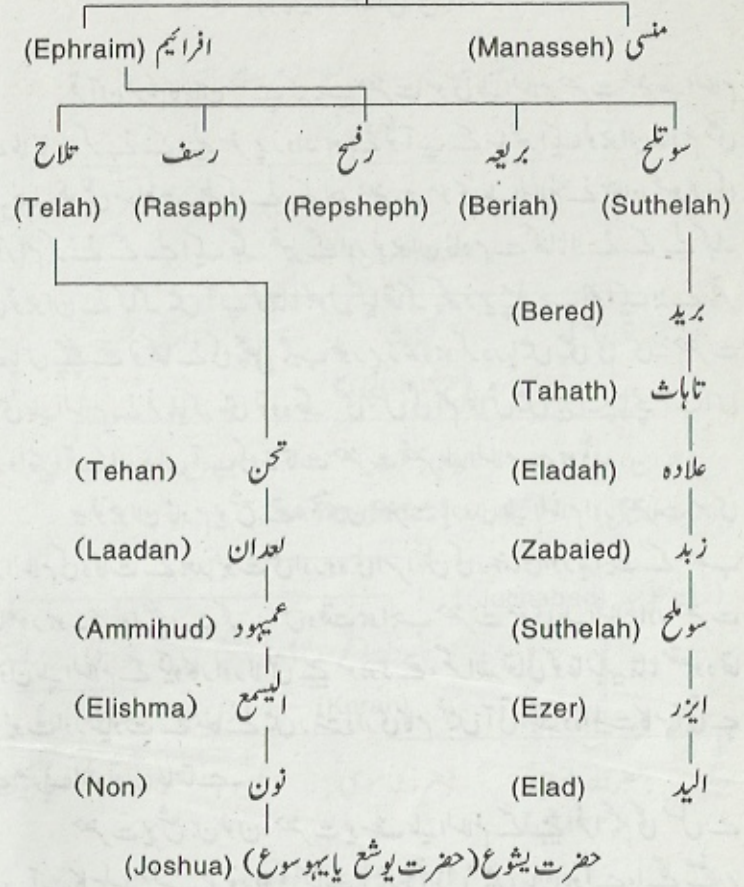 (Ephraim) افرائیم (Manasseh) منسی
تلاح رسف رفسح بریعہ سوتلح
(Telah) (Rasaph) (Repsheph) (Beriah) (Suthelah)
(Bered) برید
(Tahath) تاہاث
(Tehan) تحن (Eladah) علادہ
(Laadan) لعدان (Zabaied) زبد
(Ammihud) عمیہود (Suthelah) سوملح
(Elishma) الیسمع (Ezer) ایزر
(Non) نون (Elad) الید
(Joshua) حضرت یشوع (حضرت یوشع یا یہوسوع)